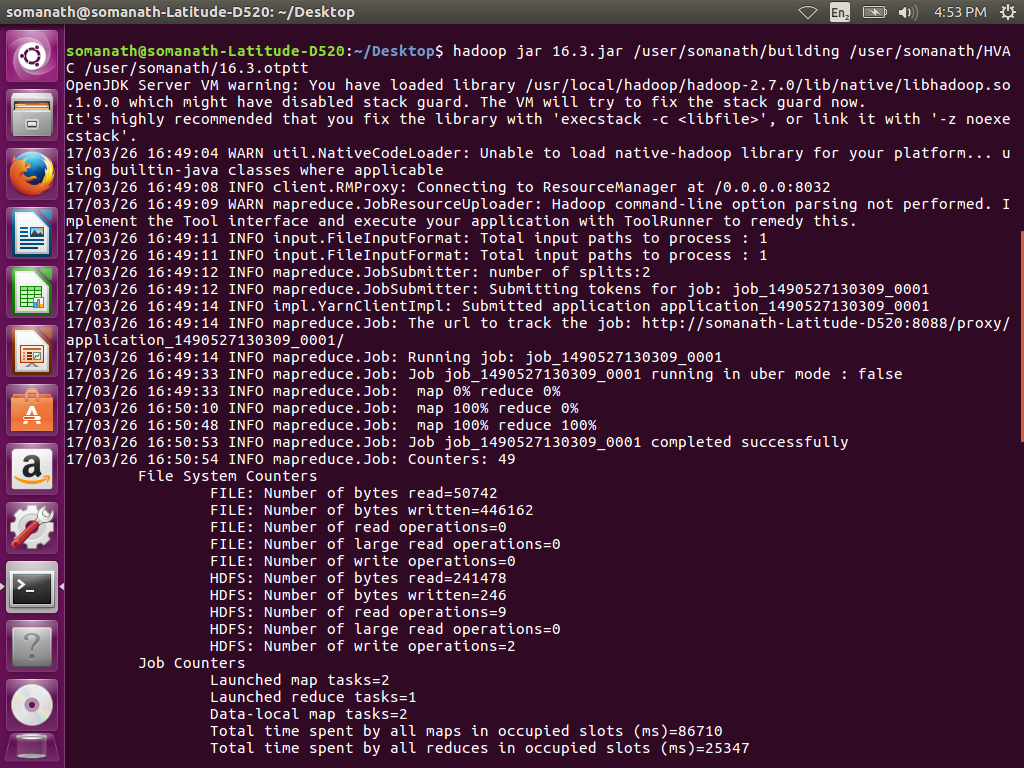 somanath@somanath-Latitude-D520: ~/Desktop
En2
4:53 PM
somanath@somanath-Latitude-D520:~/Desktop$ hadoop jar 16.3.jar /user/somanath/building /user/somanath/HVA
C /user/somanath/16.3.otptt
OpenJDK Server VM warning: You have loaded library /usr/local/hadoop/hadoop-2.7.0/lib/native/libhadoop.so
.1.0.0 which might have disabled stack guard. The VM will try to fix the stack guard now.
It's highly recommended that you fix the library with 'execstack -c <libfile>', or link it with '-z noexe
cstack'.
17/03/26 16:49:04 WARN util.NativeCodeLoader: Unable to load native-hadoop library for your platform... u
sing builtin-java classes where applicable
17/03/26 16:49:08 INFO client.RMProxy: Connecting to ResourceManager at /0.0.0.0:8032
17/03/26 16:49:09 WARN mapreduce.JobResourceUploader: Hadoop command-line option parsing not performed. I
mplement the Tool interface and execute your application with ToolRunner to remedy this.
17/03/26 16:49:11 INFO input.FileInputFormat: Total input paths to process : 1
17/03/26 16:49:11 INFO input.FileInputFormat: Total input paths to process : 1
17/03/26 16:49:12 INFO mapreduce.JobSubmitter: number of splits:2
17/03/26 16:49:12 INFO mapreduce.JobSubmitter: Submitting tokens for job: job_1490527130309_0001
17/03/26 16:49:14 INFO impl.YarnClientImpl: Submitted application application_1490527130309_0001
17/03/26 16:49:14 INFO mapreduce.Job: The url to track the job: http://somanath-Latitude-D520:8088/proxy/
application_1490527130309_0001/
17/03/26 16:49:14 INFO mapreduce.Job: Running job: job_1490527130309_0001
17/03/26 16:49:33 INFO mapreduce.Job: Job job_1490527130309_0001 running in uber mode : false
17/03/26 16:49:33 INFO mapreduce.Job:  map 0% reduce 0%
17/03/26 16:50:10 INFO mapreduce.Job:  map 100% reduce 0%
17/03/26 16:50:48 INFO mapreduce.Job:  map 100% reduce 100%
17/03/26 16:50:53 INFO mapreduce.Job: Job job_1490527130309_0001 completed successfully
17/03/26 16:50:54 INFO mapreduce.Job: Counters: 49
File System Counters
FILE: Number of bytes read=50742
FILE: Number of bytes written=446162
FILE: Number of read operations=0
FILE: Number of large read operations=0
FILE: Number of write operations=0
HDFS: Number of bytes read=241478
HDFS: Number of bytes written=246
HDFS: Number of read operations=9
HDFS: Number of large read operations=0
HDFS: Number of write operations=2
Job Counters
Launched map tasks=2
Launched reduce tasks=1
Data-local map tasks=2
Total time spent by all maps in occupied slots (ms)=86710
Total time spent by all reduces in occupied slots (ms)=25347